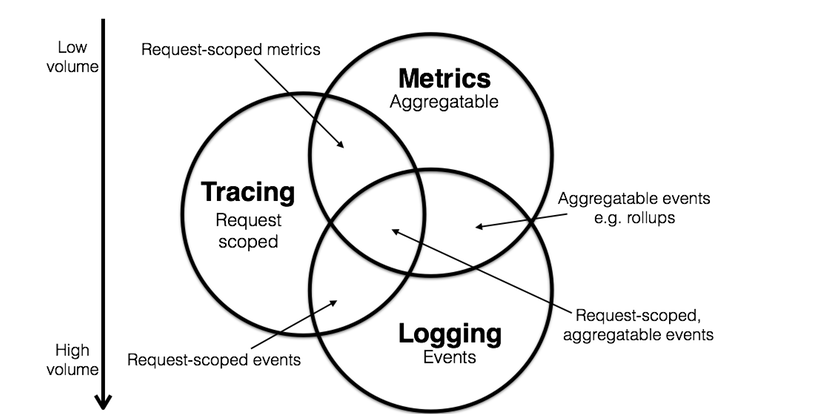 Low
volume
Request-scoped metrics
Metrics
Aggregatable
Tracing
Request
scoped
Aggregatable events
e.g. rollups
Request-scoped,
aggregatable events
Logging
Events
High
volume
Request-scoped events